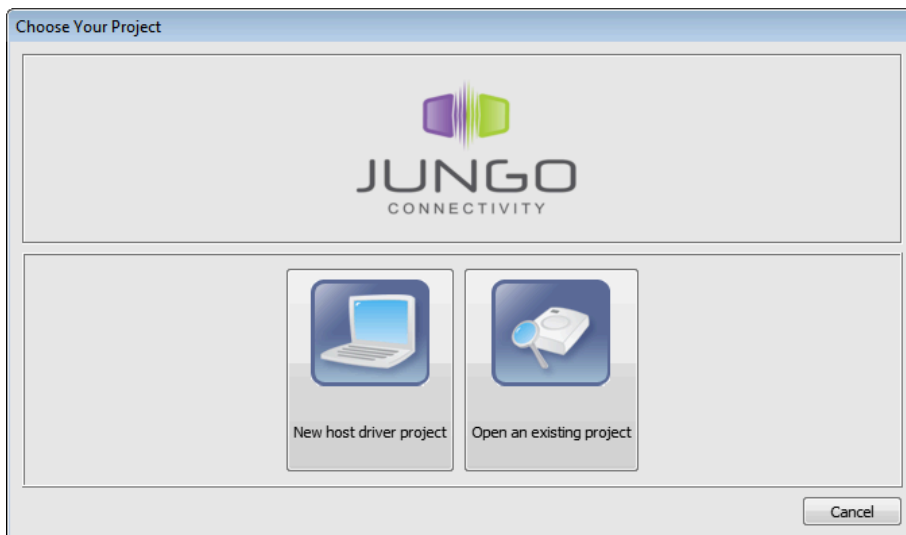 Choose Your Project
JUNGO
CONNECTIVITY
New host driver project
Open an existing project
Cancel